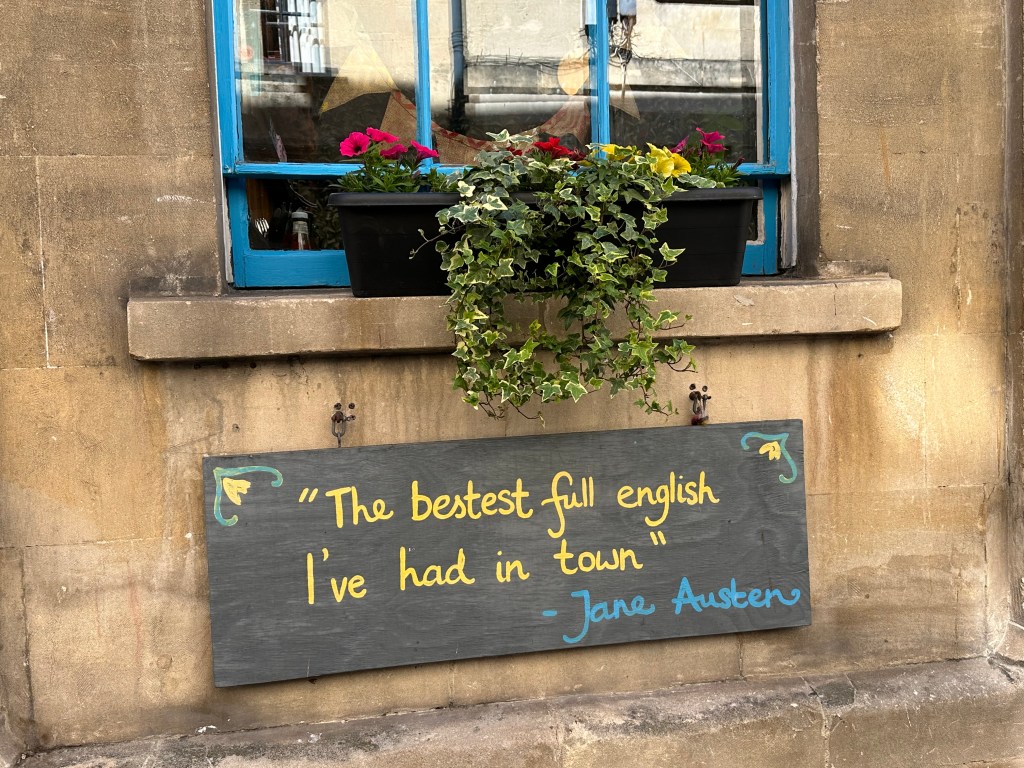 "The bestest full english
I've had in town"
- Jane Austen